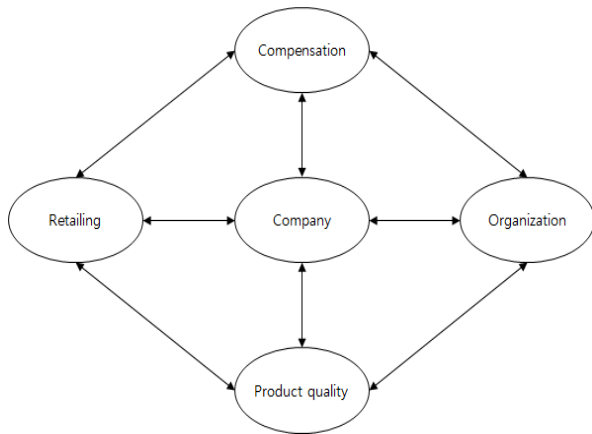 Compensation
Retailing
Company
Organization
Product quality